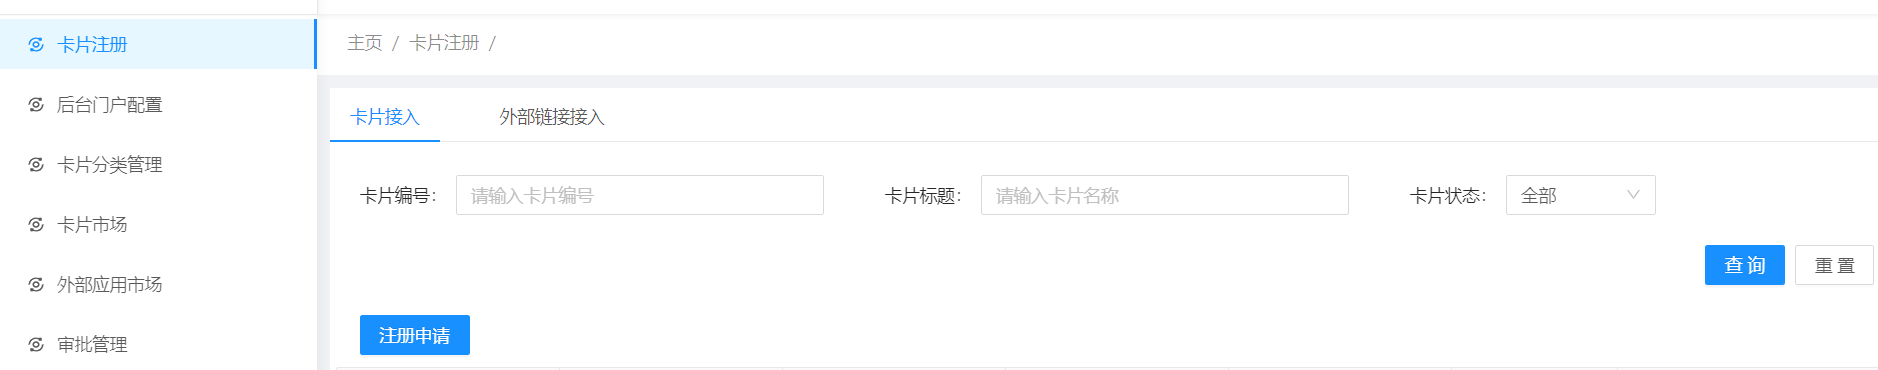 卡片注册
后台门户配置
卡片分类管理
卡片市场
外部应用市场
审批管理
主页 / 卡片注册 /
卡片接入 外部链接接入
卡片编号: 请输入卡片编号 卡片标题: 请输入卡片名称 卡片状态: 全部
查 询 重 置
注册申请